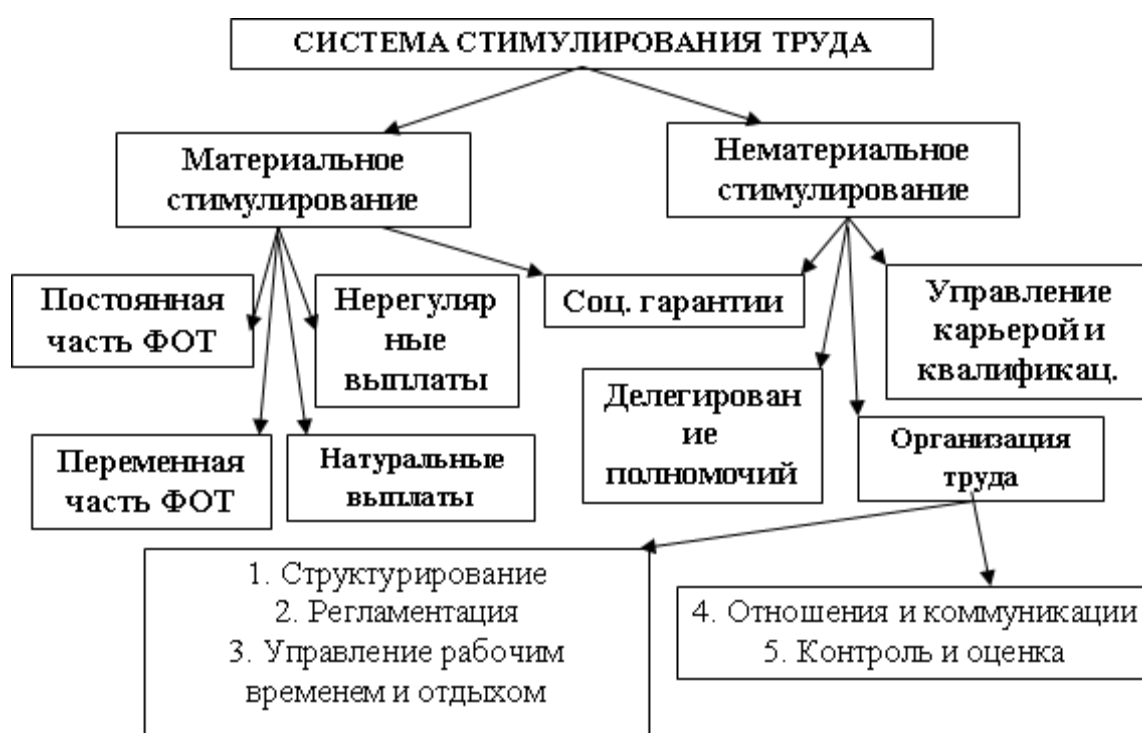 СИСТЕМА СТИМУЛИРОВАНИЯ ТРУДА
Материальное
стимулирование
Нематериальное
стимулирование
Постоянная
часть ФОТ
Нерегуляр
ные
выплаты
Соц. гарантии
Управление
карьерой и
квалификац.
Делегирован
ие
полномочий
Организация
труда
Переменная
часть ФОТ
Натуральные
выплаты
1. Структурирование
2. Регламентация
3. Управление рабочим
временем и отдыхом
4. Отношения и коммуникации
5. Контроль и оценка